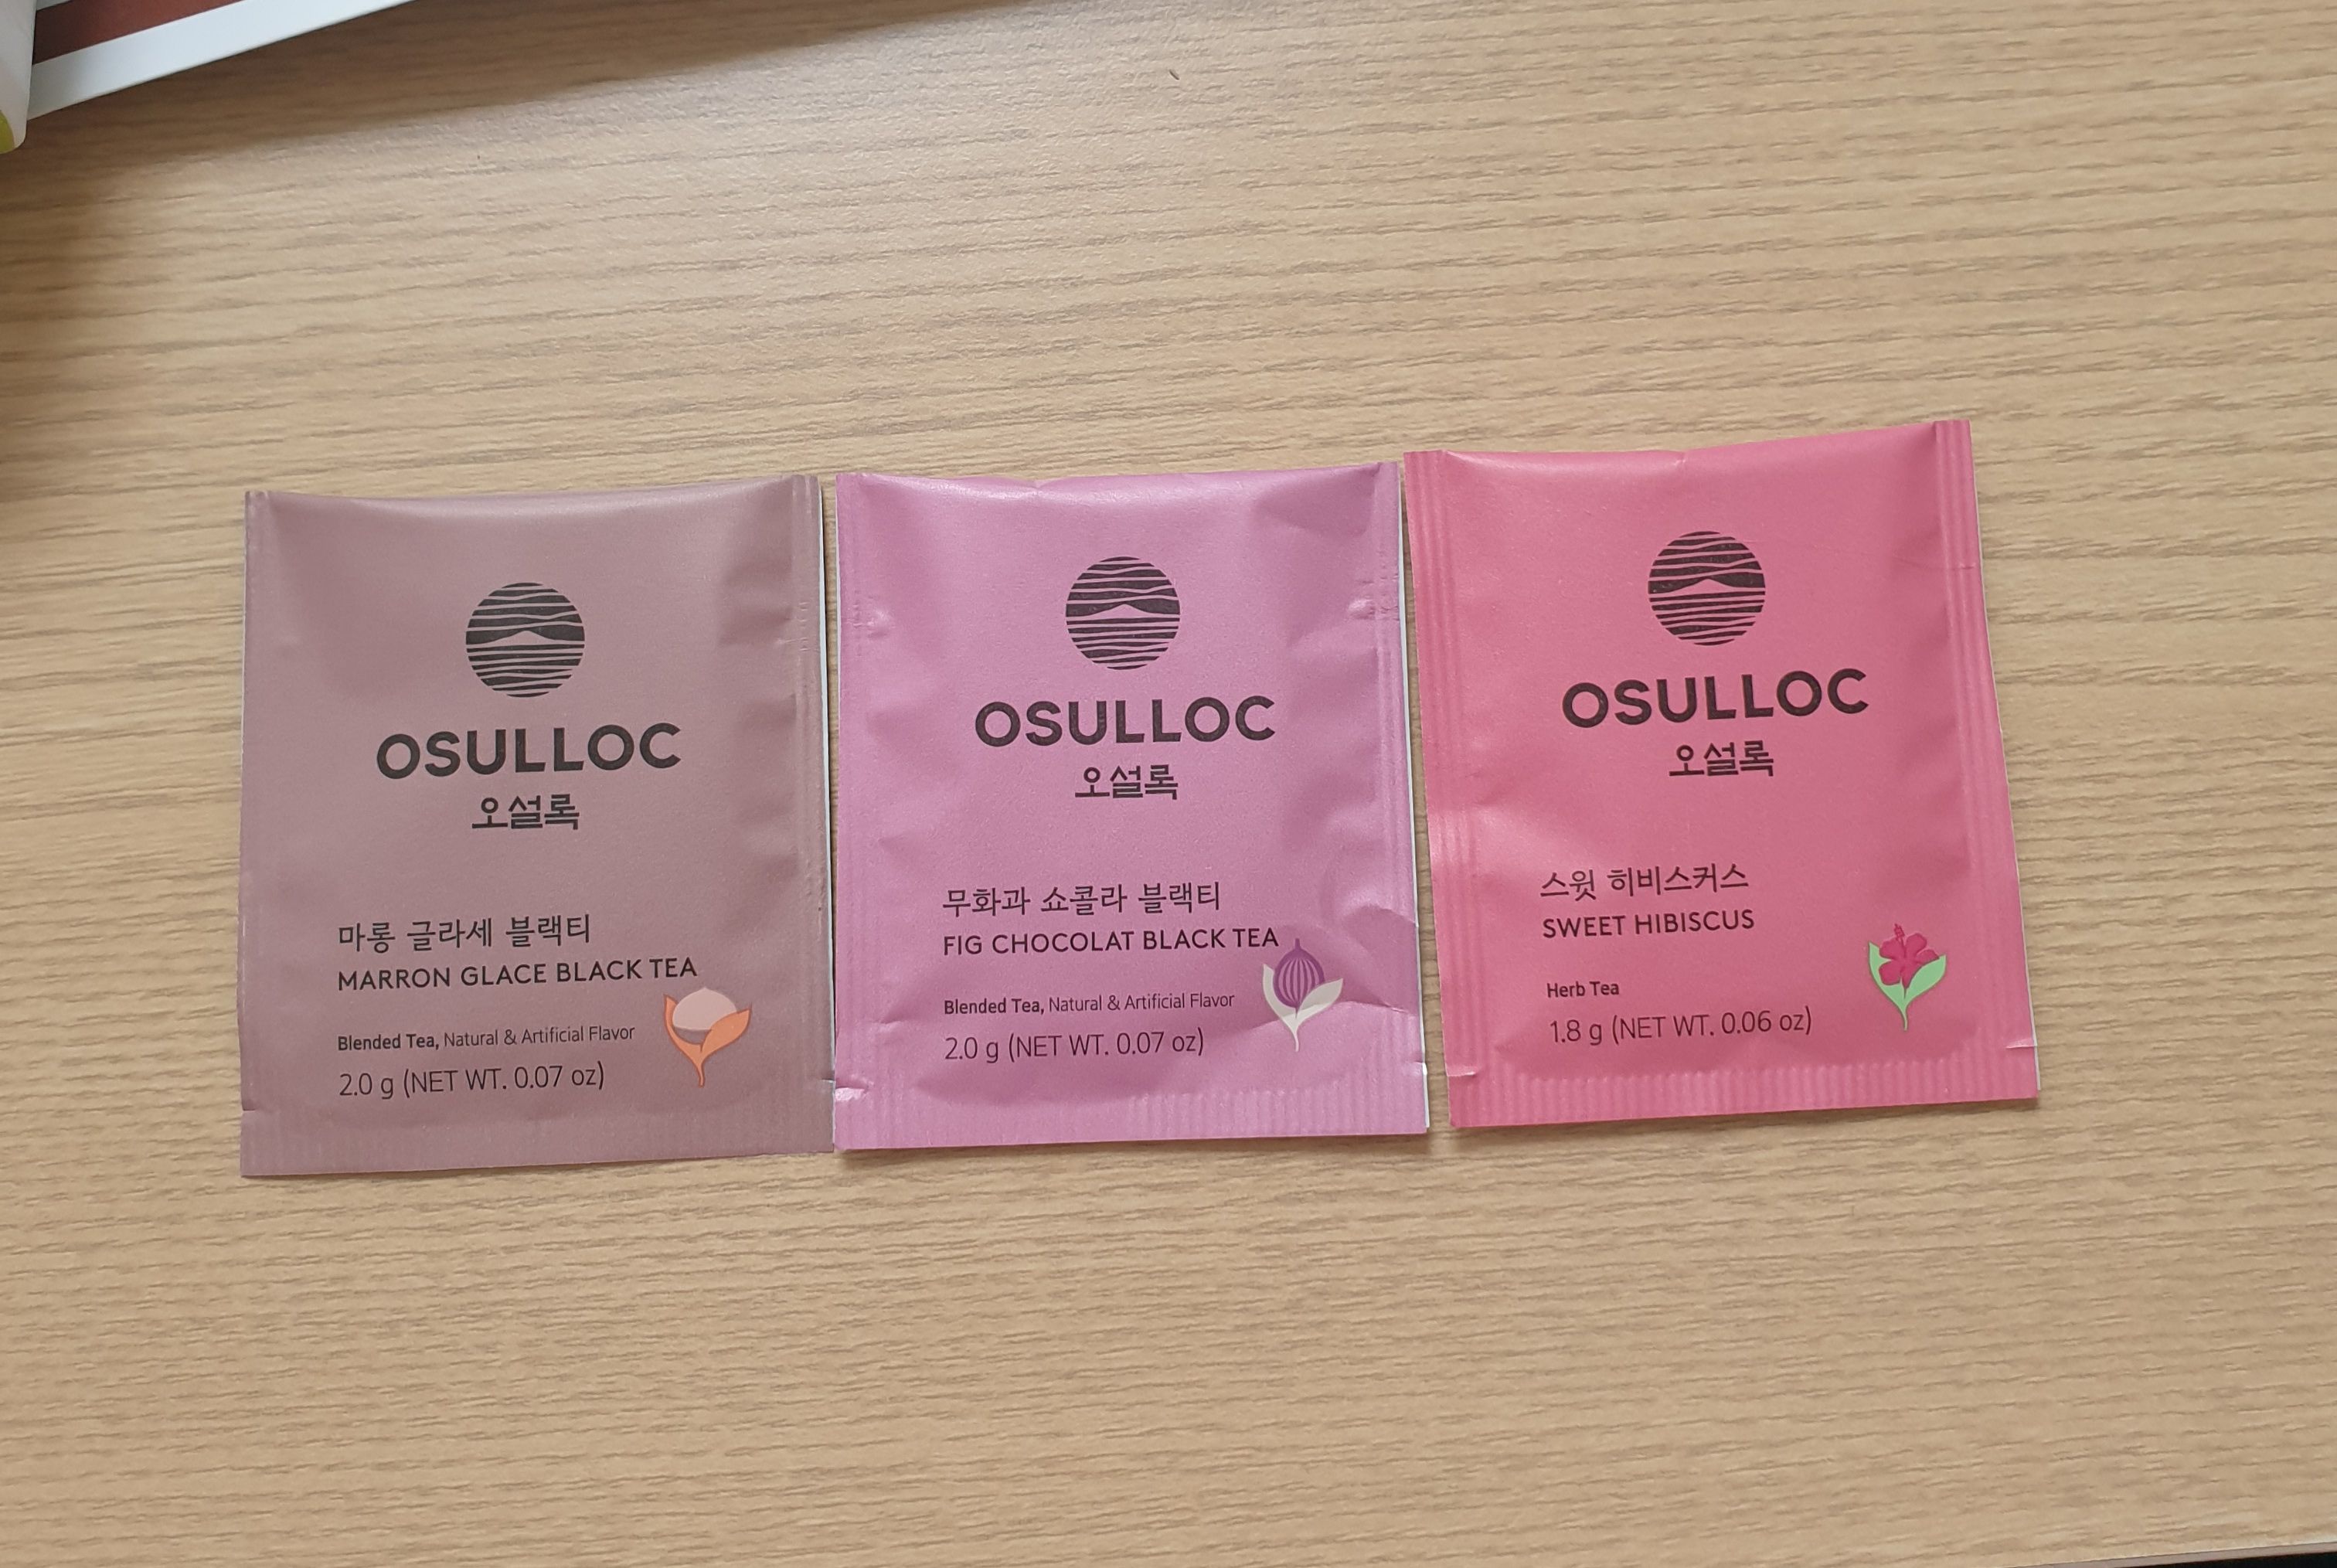 OSULLOC
오설록
마롱 글라세 블랙티
MARRON GLACE BLACK TEA
Blended Tea, Natural & Artificial Flavor
2.0 g (NET WT. 0.07 oz)
OSULLOC
오설록
무화과 쇼콜라 블랙티
FIG CHOCOLAT BLACK TEA
Blended Tea, Natural & Artificial Flavor
2.0 g (NET WT. 0.07 oz)
OSULLOC
오설록
스윗 히비스커스
SWEET HIBISCUS
Herb Tea
1.8 g (NET WT. 0.06 oz)